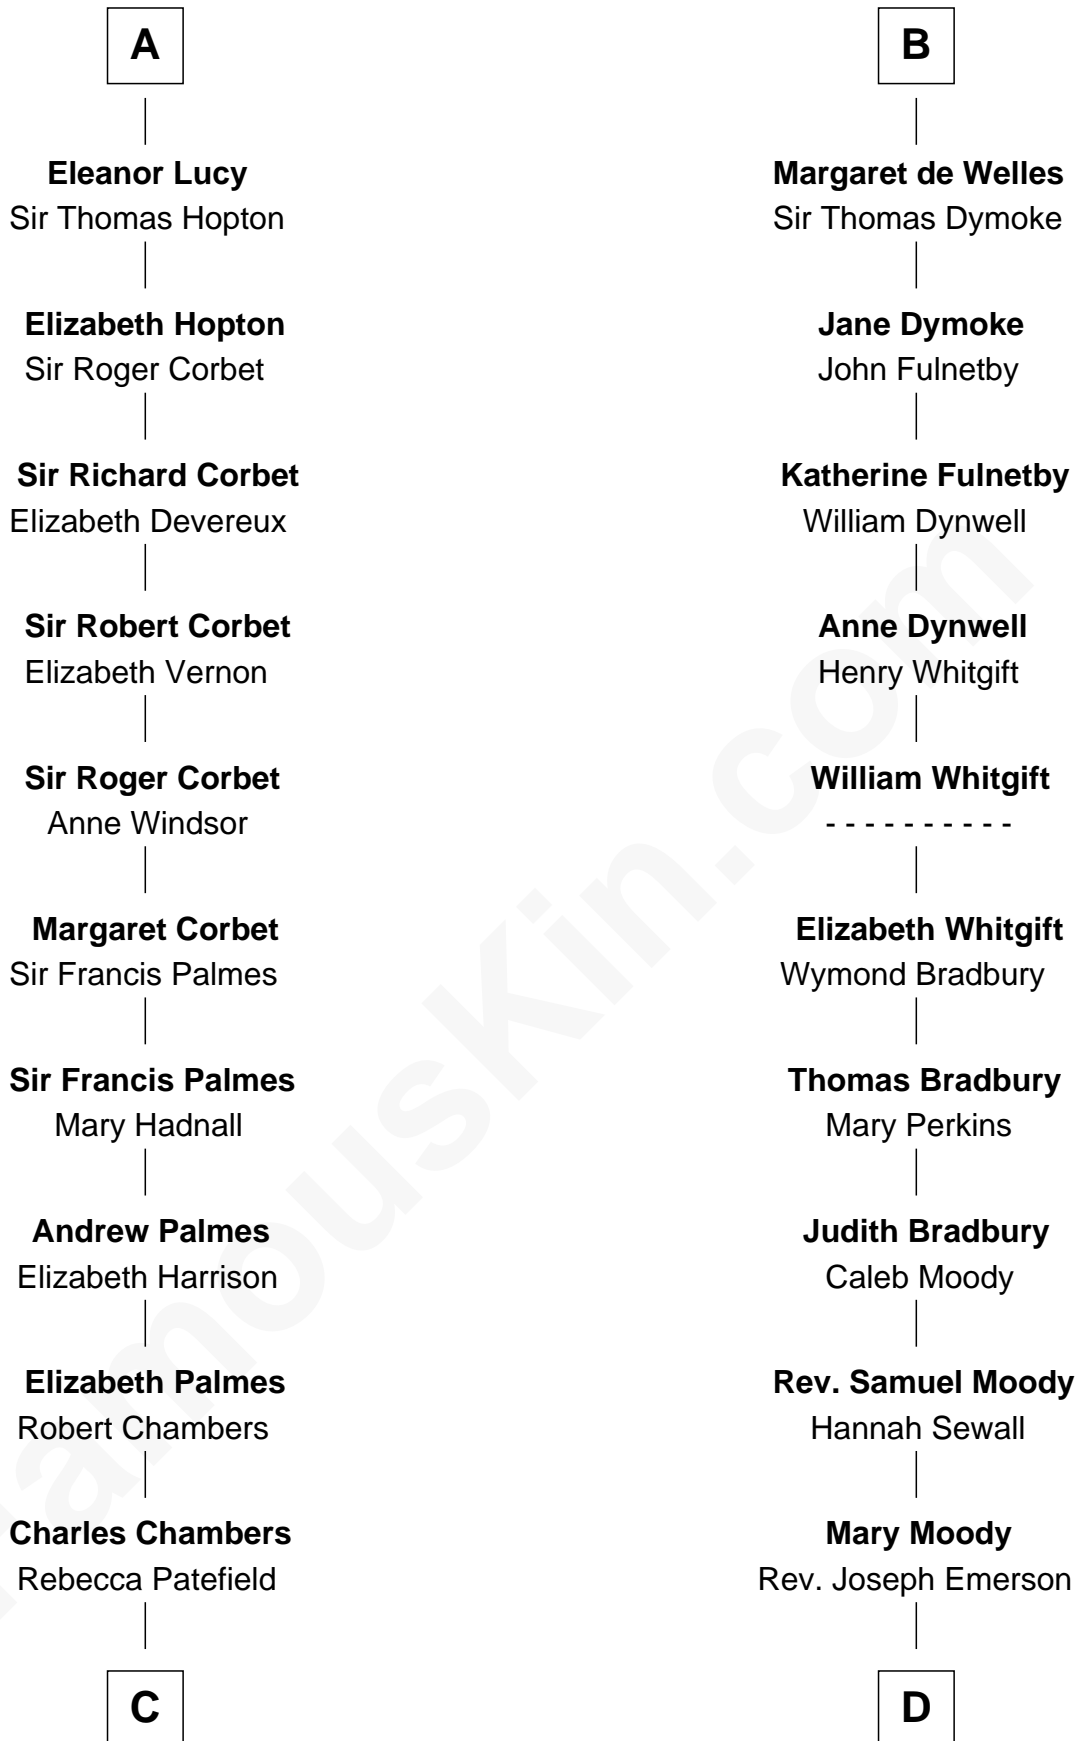 A
Eleanor Lucy
Sir Thomas Hopton
Elizabeth Hopton
Sir Roger Corbet
Sir Richard Corbet
Elizabeth Devereux
Sir Robert Corbet
Elizabeth Vernon
Sir Roger Corbet
Anne Windsor
Margaret Corbet
Sir Francis Palmes
Sir Francis Palmes
Mary Hadnall
Andrew Palmes
Elizabeth Harrison
Elizabeth Palmes
Robert Chambers
Charles Chambers
Rebecca Patefield
C
B
Margaret de Welles
Sir Thomas Dymoke
Jane Dymoke
John Fulnetby
Katherine Fulnetby
William Dynwell
Anne Dynwell
Henry Whitgift
William Whitgift
- - - - - - - - - -
Elizabeth Whitgift
Wymond Bradbury
Thomas Bradbury
Mary Perkins
Judith Bradbury
Caleb Moody
Rev. Samuel Moody
Hannah Sewall
Mary Moody
Rev. Joseph Emerson
D
FamousKin.com